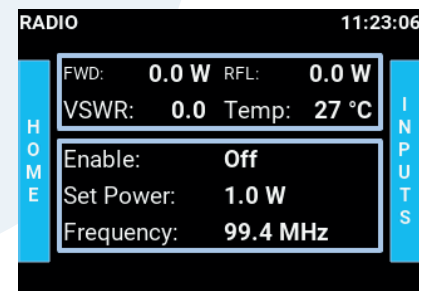 RADIO 11:23:06
HOME
FWD: 0.0 W RFL: 0.0 W
VSWR: 0.0 Temp: 27 °C
Enable: Off
Set Power: 1.0 W
Frequency: 99.4 MHz
INPUTS